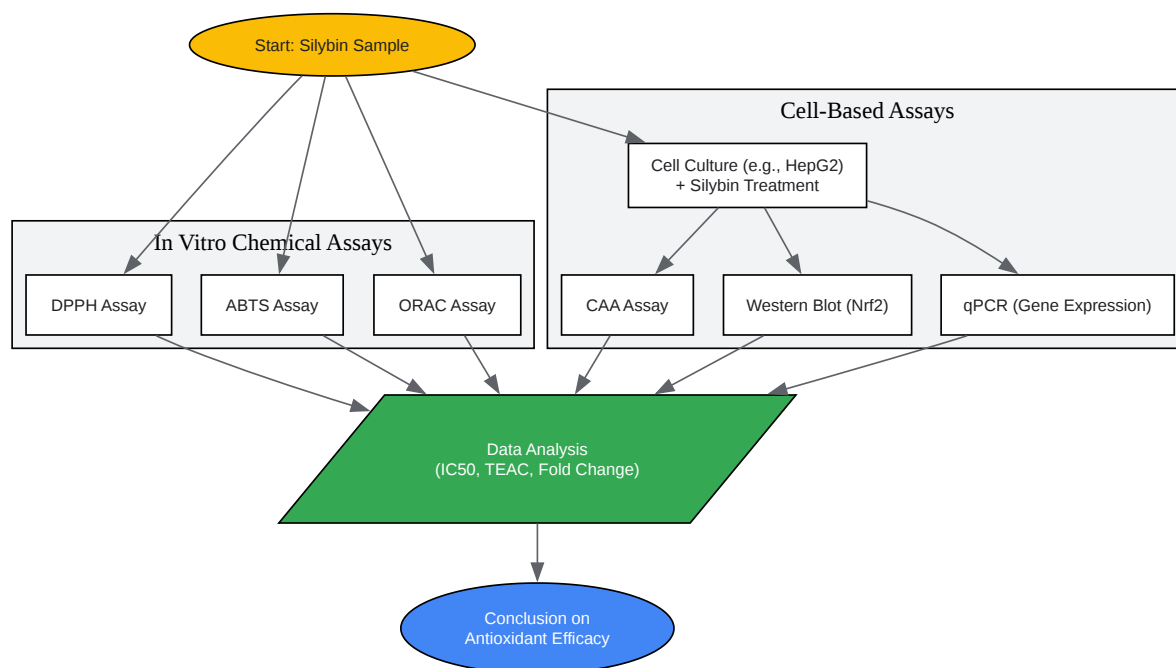 Start: Silybin Sample
Cell-Based Assays
Cell Culture (e.g., HepG2)
+ Silybin Treatment
In Vitro Chemical Assays
DPPH Assay
ABTS Assay
ORAC Assay
CAA Assay
Western Blot (Nrf2)
qPCR (Gene Expression)
Data Analysis
(IC50, TEAC, Fold Change)
Conclusion on
Antioxidant Efficacy